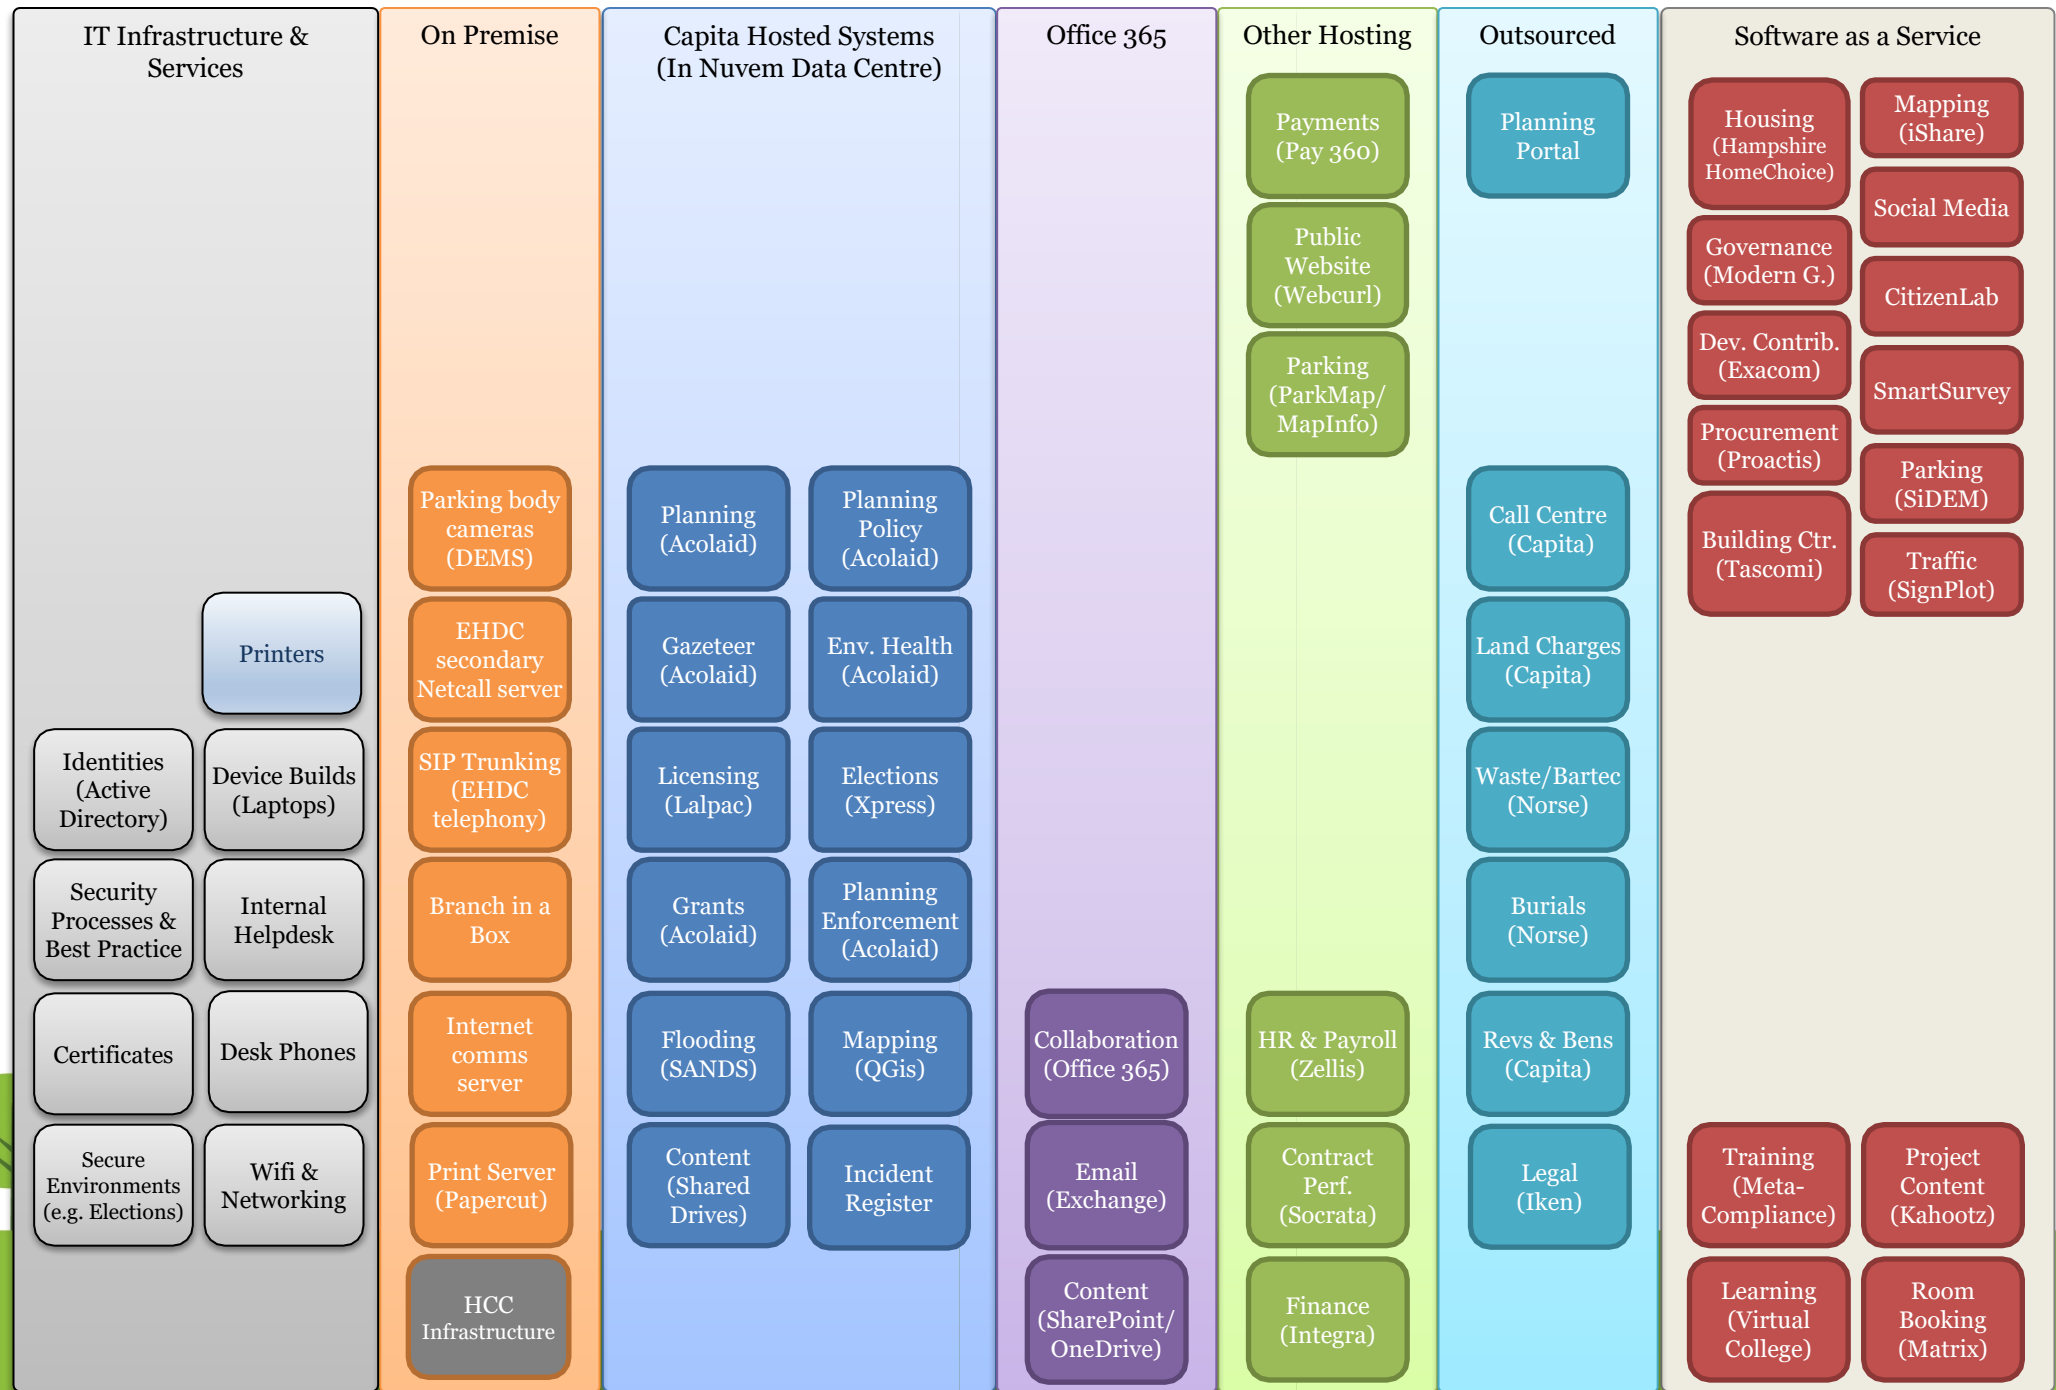 IT Infrastructure &
Services
Printers
Identities
(Active
Directory)
Device Builds
(Laptops)
Security
Processes &
Best Practice
Internal
Helpdesk
Certificates
Desk Phones
Secure
Environments
(e.g. Elections)
Wifi &
Networking
On Premise
Parking body
cameras
(DEMS)
EHDC
secondary
Netcall server
SIP Trunking
(EHDC
telephony)
Branch in a
Box
Internet
comms
server
Print Server
(Papercut)
HCC
Infrastructure
Capita Hosted Systems
(In Nuvem Data Centre)
Planning
(Acolaid)
Planning
Policy
(Acolaid)
Gazeteer
(Acolaid)
Env. Health
(Acolaid)
Licensing
(Lalpac)
Elections
(Xpress)
Grants
(Acolaid)
Planning
Enforcement
(Acolaid)
Flooding
(SANDS)
Mapping
(QGis)
Content
(Shared
Drives)
Incident
Register
Office 365
Collaboration
(Office 365)
Email
(Exchange)
Content
(SharePoint/
OneDrive)
Other Hosting
Payments
(Pay 360)
Public
Website
(Webcurl)
Parking
(ParkMap/
MapInfo)
HR & Payroll
(Zellis)
Contract
Perf.
(Socrata)
Finance
(Integra)
Outsourced
Planning
Portal
Call Centre
(Capita)
Land Charges
(Capita)
Waste/Bartec
(Norse)
Burials
(Norse)
Revs & Bens
(Capita)
Legal
(Iken)
Software as a Service
Housing
(Hampshire
HomeChoice)
Mapping
(iShare)
Social Media
Governance
(Modern G.)
CitizenLab
Dev. Contrib.
(Exacom)
SmartSurvey
Procurement
(Proactis)
Parking
(SiDEM)
Building Ctr.
(Tascomi)
Traffic
(SignPlot)
Training
(Meta-
Compliance)
Project
Content
(Kahootz)
Learning
(Virtual
College)
Room
Booking
(Matrix)